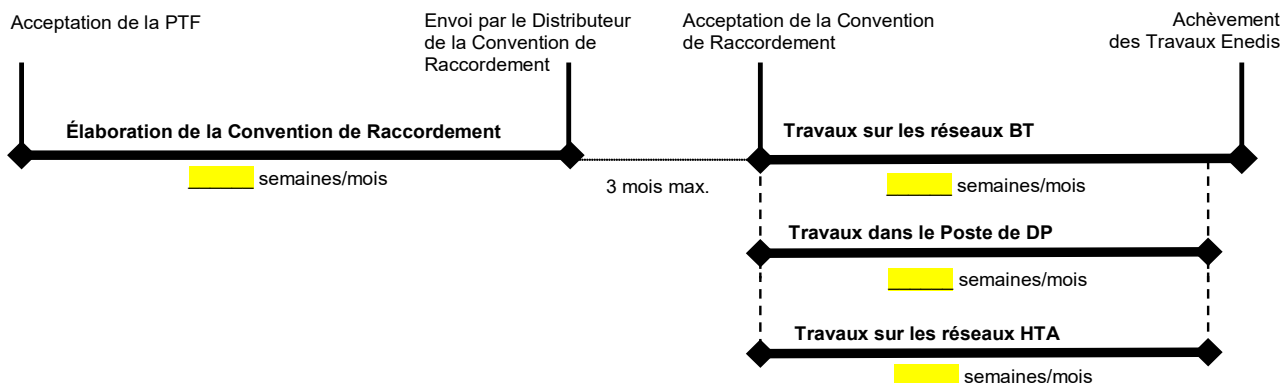 Acceptation de la PTF
Envoi par le Distributeur
de la Convention de
Raccordement
Acceptation de la Convention
de Raccordement
Achèvement
des Travaux Enedis
Élaboration de la Convention de Raccordement
______ semaines/mois
3 mois max.
Travaux sur les réseaux BT
______ semaines/mois
Travaux dans le Poste de DP
______ semaines/mois
Travaux sur les réseaux HTA
______ semaines/mois